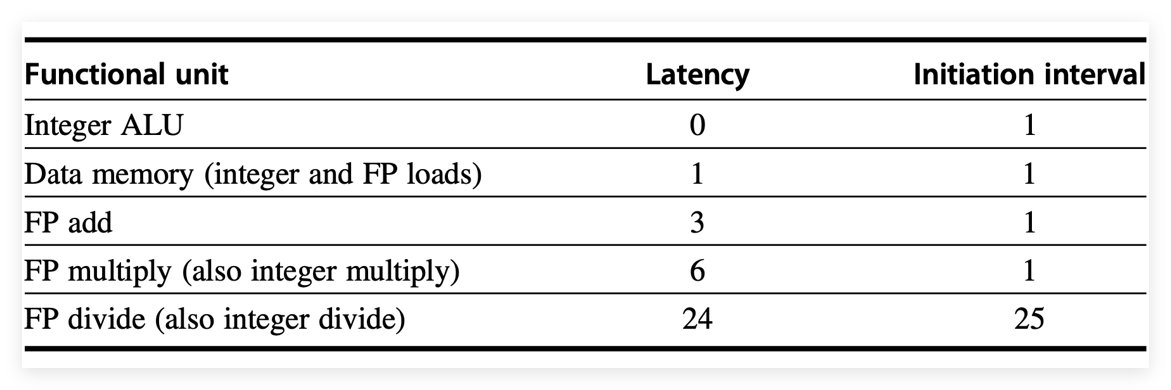 Functional unit Latency Initiation interval
Integer ALU 0 1
Data memory (integer and FP loads) 1 1
FP add 3 1
FP multiply (also integer multiply) 6 1
FP divide (also integer divide) 24 25